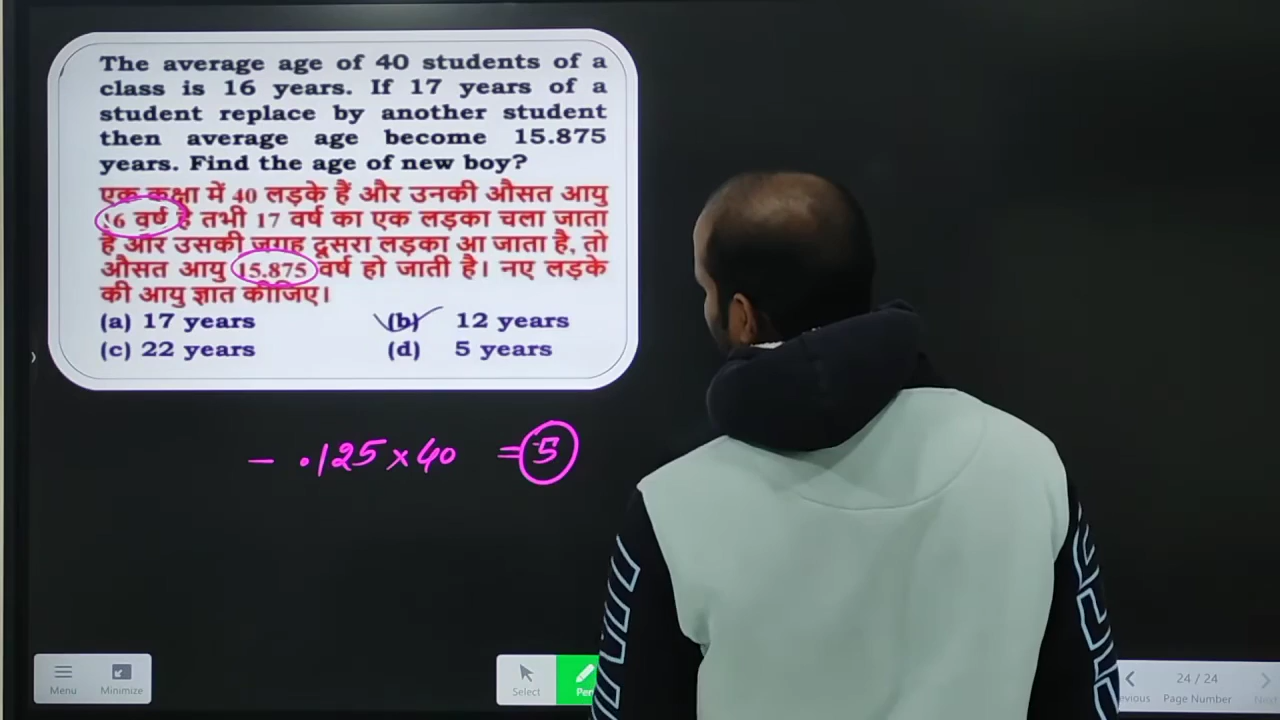 The average age of 40 students of a
class is 16 years. If 17 years of a
student replace by another student
then average age become 15.875
years. Find the age of new boy?
एक कक्षा में 40 लड़के हैं और उनकी औसत आयु
16 वर्ष है तभी 17 वर्ष का एक लड़का चला जाता
है और उसकी जगह दूसरा लड़का आ जाता है, तो
औसत आयु 15.875 वर्ष हो जाती है। नए लड़के
की आयु ज्ञात कीजिए।
(a) 17 years (b) 12 years
(c) 22 years (d) 5 years
- .125 × 40 = 5
Menu Minimize Select Pen 24 / 24
Page Number